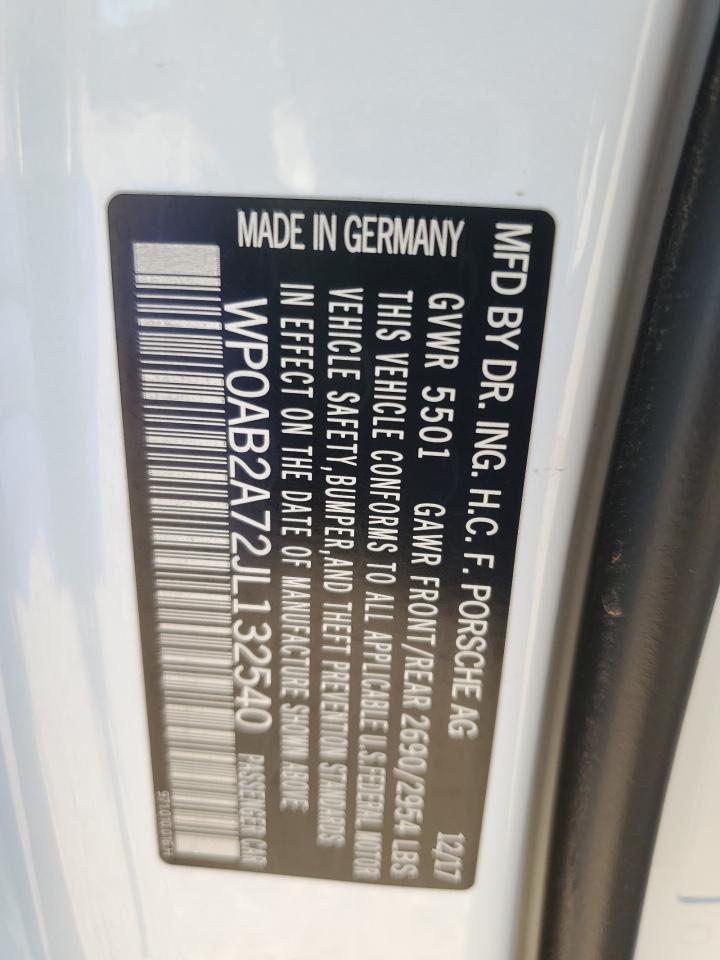 MFD BY DR. ING. H.C. F. PORSCHE AG 12/17
GVWR 5501 GAWR FRONT/REAR 2690/2954 LBS
THIS VEHICLE CONFORMS TO ALL APPLICABLE U.S. FEDERAL MOTOR
VEHICLE SAFETY, BUMPER, AND THEFT PREVENTION STANDARDS
IN EFFECT ON THE DATE OF MANUFACTURE SHOWN ABOVE
MADE IN GERMANY
WP0AB2A72JL132540 PASSENGER CAR